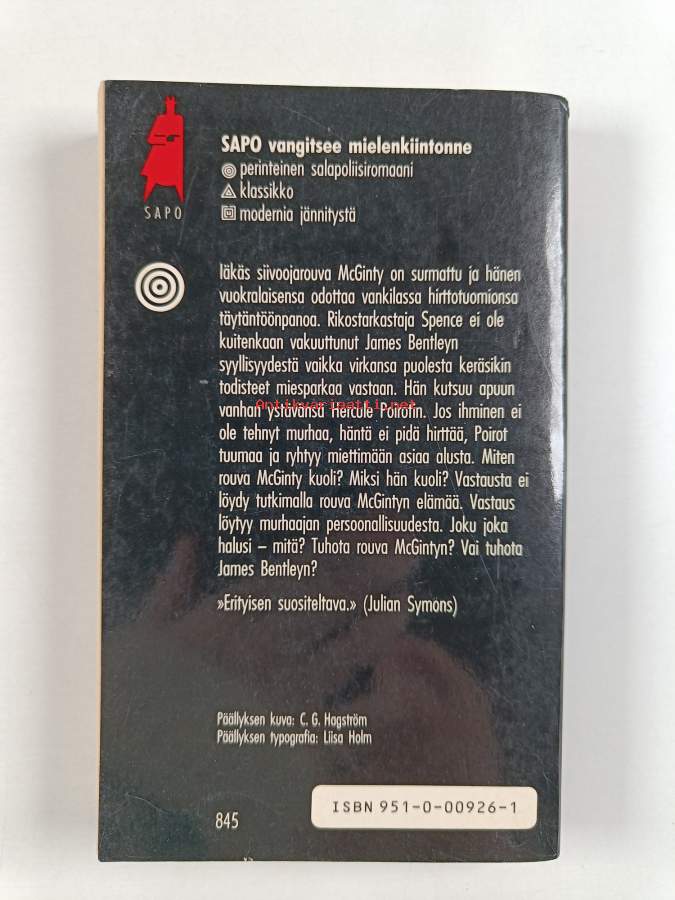 SAPO vangitsee mielenkiintonne
perinteinen salapoliisiromaani
klassikko
modernia jännitystä
SAPO
Iäkäs siivoojarouva McGinty on surmattu ja hänen
vuokralaisensa odottaa vankilassa hirttotuomionsa
täytäntöönpanoa. Rikostarkastaja Spence ei ole
kuitenkaan vakuuttunut James Bentleyn
syyllisyydestä vaikka virkansa puolesta keräsikin
todisteet miesparkaa vastaan. Hän kutsuu apuun
Antikvariaatti.net
vanhan ystävänsä Hercule Poirotin. Jos ihminen ei
ole tehnyt murhaa, häntä ei pidä hirttää, Poirot
tuumaa ja ryhtyy miettimään asiaa alusta. Miten
rouva McGinty kuoli? Miksi hän kuoli? Vastausta ei
löydy tutkimalla rouva McGintyn elämää. Vastaus
löytyy murhaajan persoonallisuudesta. Joku joka
halusi – mitä? Tuhota rouva McGintyn? Vai tuhota
James Bentleyn?
»Erityisen suositeltava.» (Julian Symons)
Päällyksen kuva: C. G. Hagström
Päällyksen typografia: Liisa Holm
ISBN 951-0-00926-1
845